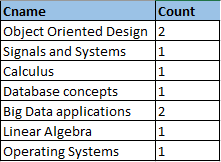 Cname Count
Object Oriented Design 2
Signals and Systems 1
Calculus 1
Database concepts 1
Big Data applications 2
Linear Algebra 1
Operating Systems 1